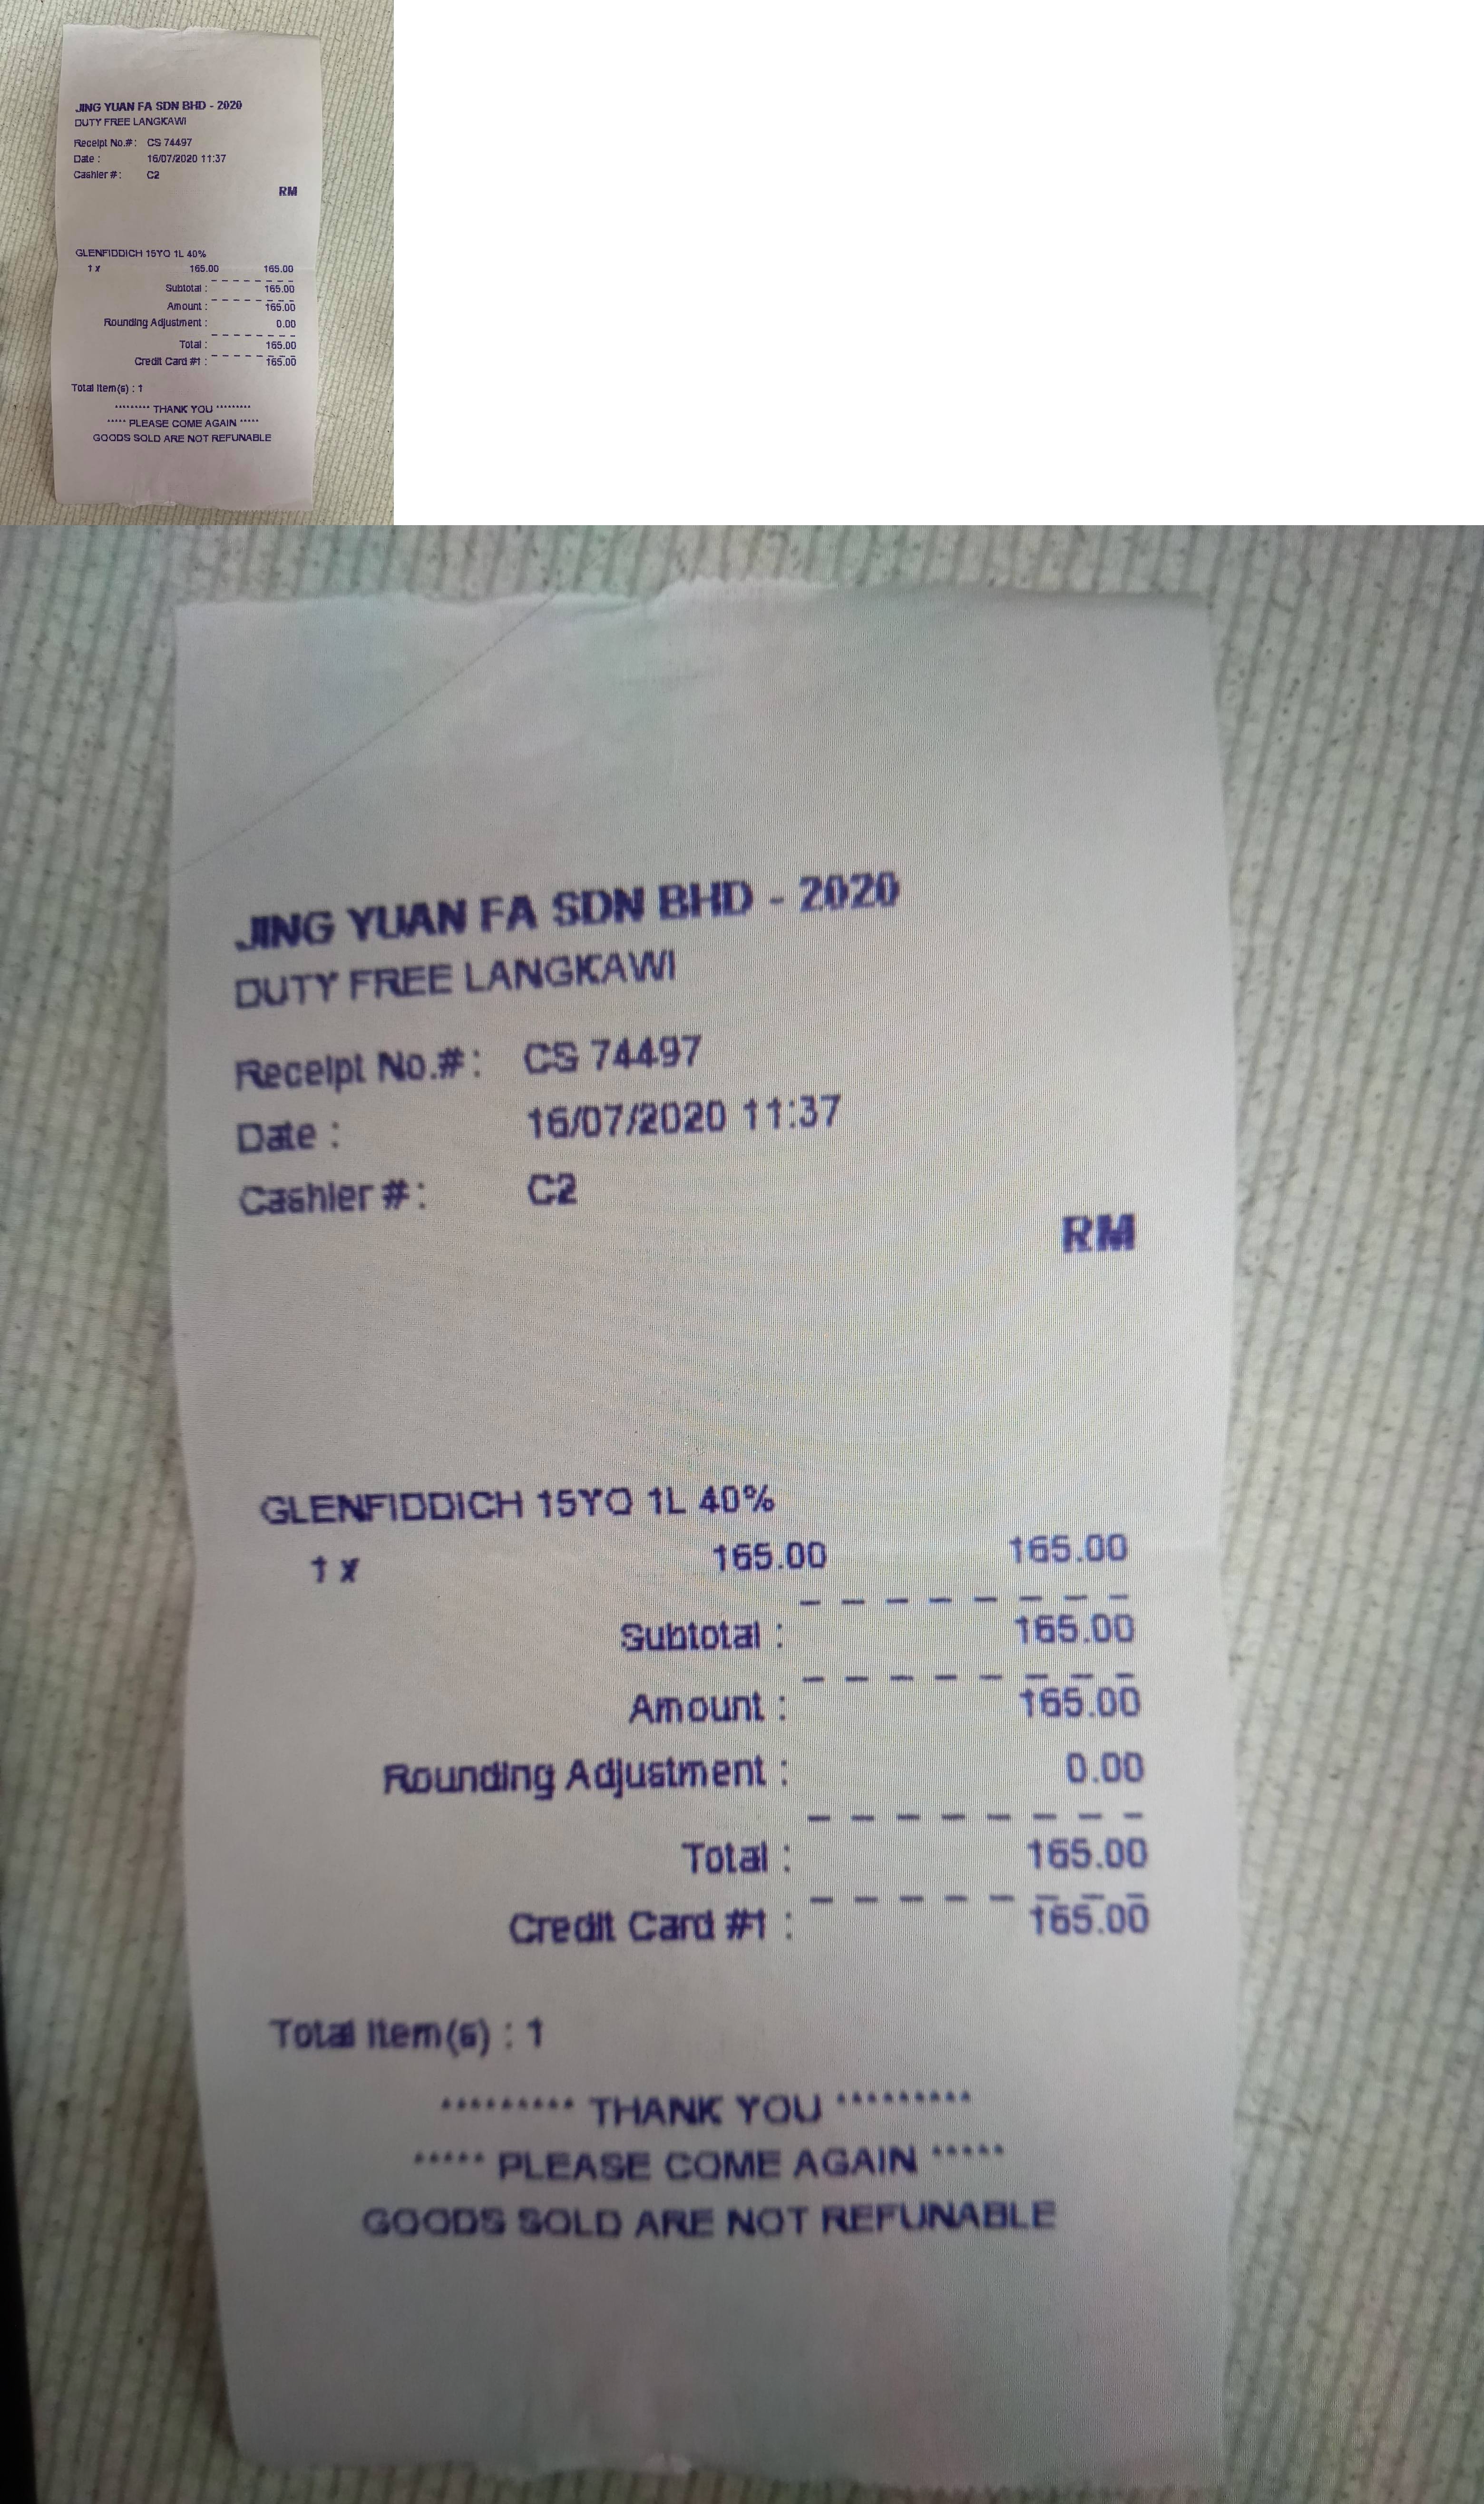 JING YUAN FA SDN BHD - 2020
DUTY FREE LANGKAWI
Receipt No.#: CS 74497
Date : 16/07/2020 11:37
Cashier #: C2
RM
GLENFIDDICH 15YO 1L 40%
1 x 165.00 165.00
Subtotal : 165.00
Amount : 165.00
Rounding Adjustment : 0.00
Total : 165.00
Credit Card #1 : 165.00
Total Item(s) : 1
********* THANK YOU *********
***** PLEASE COME AGAIN *****
GOODS SOLD ARE NOT REFUNABLE
JING YUAN FA SDN BHD - 2020
DUTY FREE LANGKAWI
Receipt No.#: CS 74497
Date : 16/07/2020 11:37
Cashier #: C2
RM
GLENFIDDICH 15YO 1L 40%
1 x 165.00 165.00
Subtotal : 165.00
Amount : 165.00
Rounding Adjustment : 0.00
Total : 165.00
Credit Card #1 : 165.00
Total Item(s) : 1
********* THANK YOU *********
***** PLEASE COME AGAIN *****
GOODS SOLD ARE NOT REFUNABLE